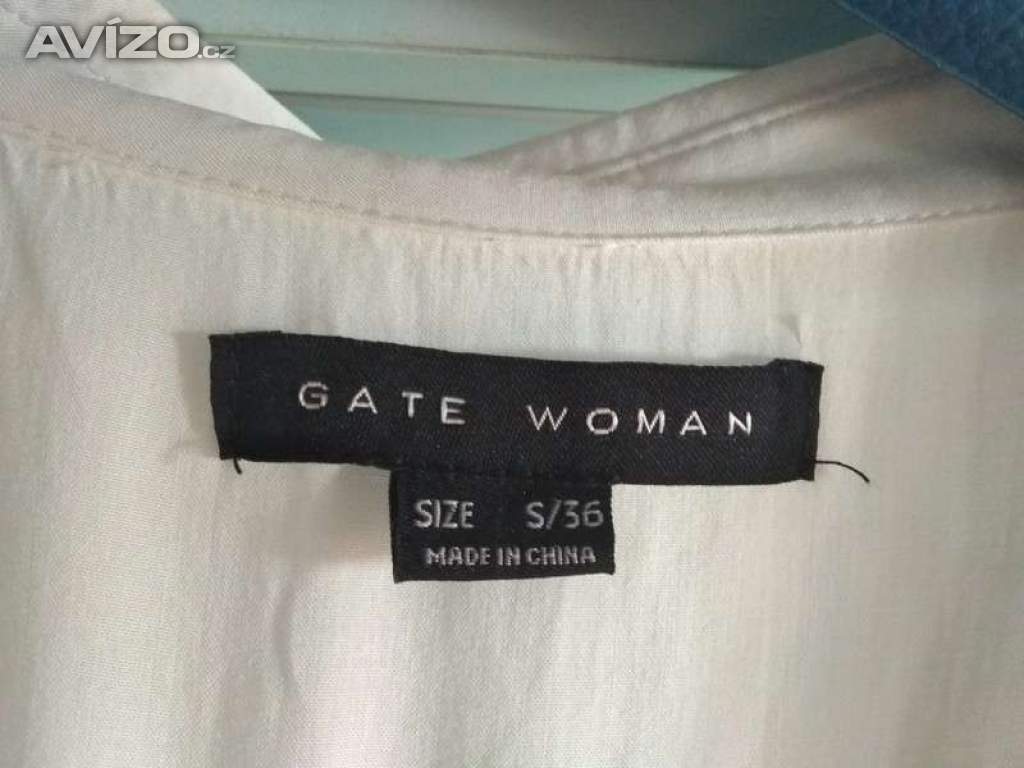 AVÍZO.cz
GATE WOMAN
SIZE S/36
MADE IN CHINA